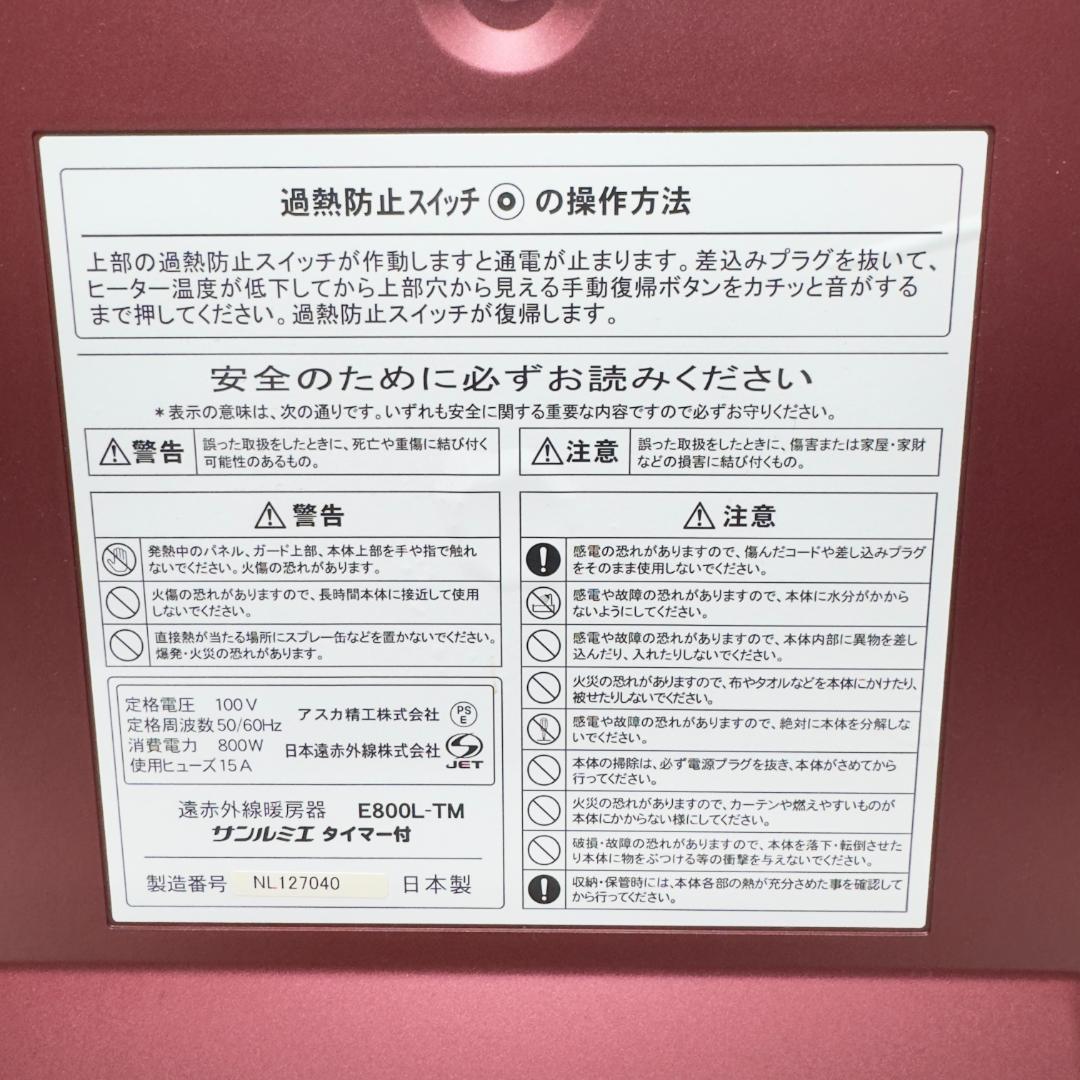 過熱防止スイッチ◎の操作方法
上部の過熱防止スイッチが作動しますと通電が止まります。差込みプラグを抜いて、
ヒーター温度が低下してから上部穴から見える手動復帰ボタンをカチッと音がする
まで押してください。過熱防止スイッチが復帰します。
安全のために必ずお読みください
＊表示の意味は、次の通りです。いずれも安全に関する重要な内容ですので必ずお守りください。
警告
誤った取扱をしたときに、死亡や重傷に結び付く
可能性のあるもの。
注意
誤った取扱をしたときに、傷害または家屋・家財
などの損害に結び付くもの。
警告
発熱中のパネル、ガード上部、本体上部を手や指で触れ
ないでください。火傷の恐れがあります。
火傷の恐れがありますので、長時間本体に接近して使用
しないでください。
直接熱が当たる場所にスプレー缶などを置かないでください。
爆発・火災の恐れがあります。
定格電圧 100V
定格周波数 50/60Hz
消費電力 800W
使用ヒューズ 15A
アスカ精工株式会社
PS
E
日本遠赤外線株式会社
JET
遠赤外線暖房器 E800L-TM
サンルミエ タイマー付
製造番号 NL127040 日本製
注意
感電の恐れがありますので、傷んだコードや差し込みプラグ
をそのまま使用しないでください。
感電や故障の恐れがありますので、本体に水分がかから
ないようにしてください。
感電や故障の恐れがありますので、本体内部に異物を差し
込んだり、入れたりしないでください。
火災の恐れがありますので、布やタオルなどを本体にかけたり、
被せたりしないでください。
感電や故障の恐れがありますので、絶対に本体を分解しな
いでください。
本体の掃除は、必ず電源プラグを抜き、本体がさめてから
行ってください。
火災の恐れがありますので、カーテンや燃えやすいものが
本体にかからない様にしてください。
破損・故障の恐れがありますので、本体を落下・転倒させた
り本体に物をぶつける等の衝撃を与えないでください。
収納・保管時には、本体各部の熱が充分さめた事を確認して
から行ってください。